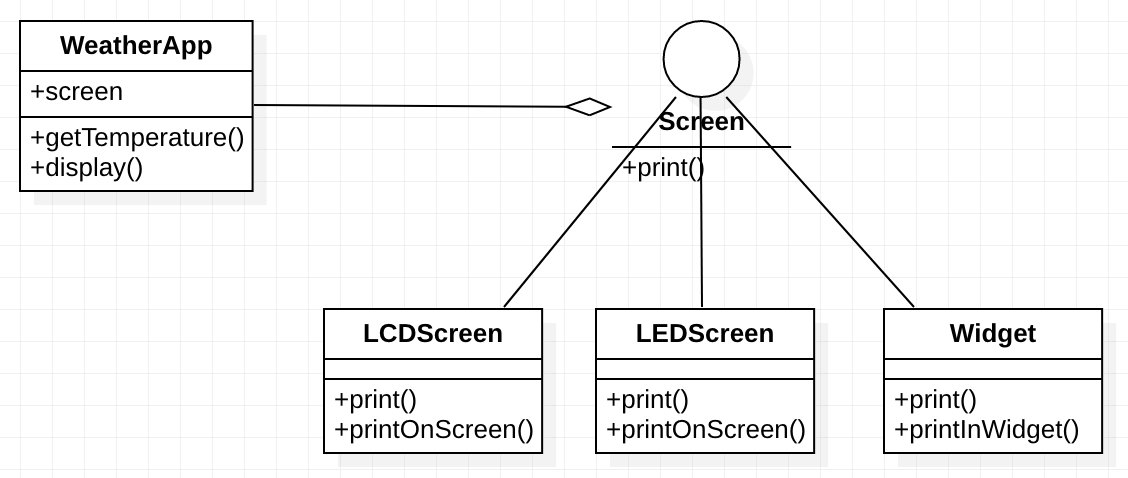 WeatherApp
+screen
+getTemperature()
+display()
Screen
+print()
LCDScreen
+print()
+printOnScreen()
LEDScreen
+print()
+printOnScreen()
Widget
+print()
+printInWidget()